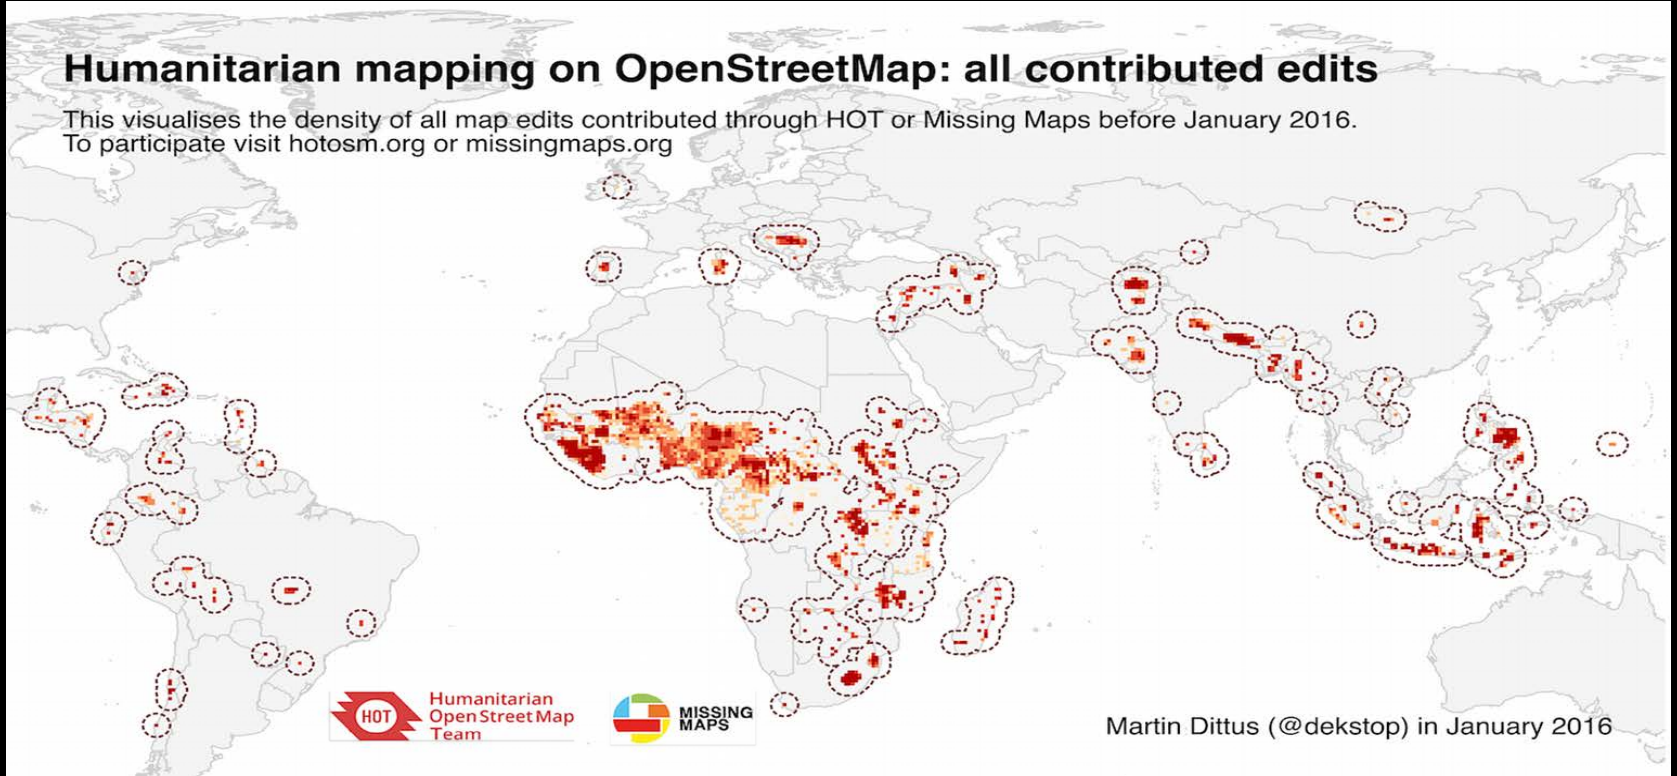 Humanitarian mapping on OpenStreetMap: all contributed edits
This visualises the density of all map edits contributed through HOT or Missing Maps before January 2016.
To participate visit hotosm.org or missingmaps.org
HOT
Humanitarian
OpenStreetMap
Team
MISSING
MAPS
Martin Dittus (@dekstop) in January 2016